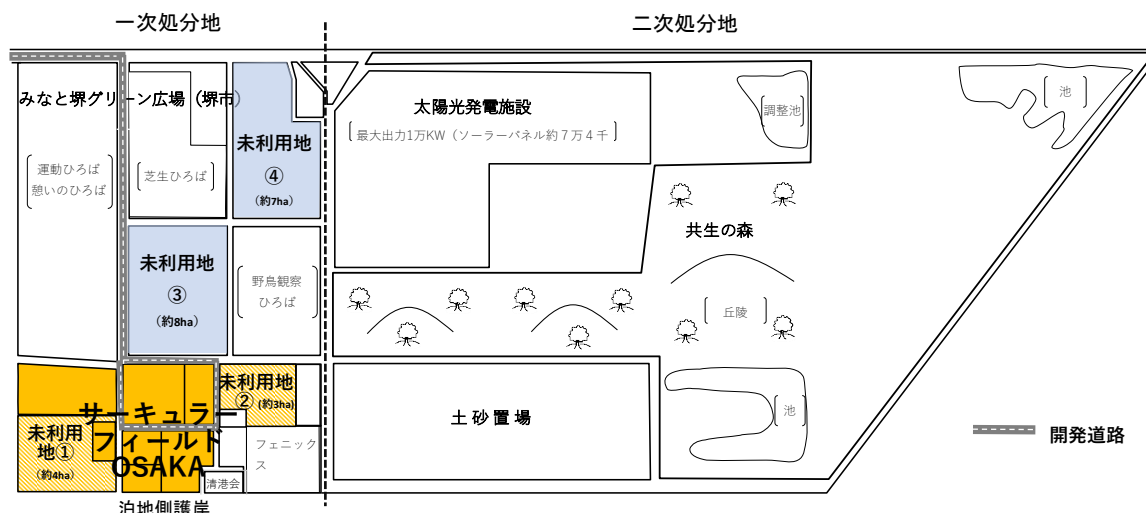 一次処分地
二次処分地
みなと堺グリーン広場（堺市）
運動ひろば
憩いのひろば
芝生ひろば
未利用地
④
（約7ha）
未利用地
③
（約8ha）
野鳥観察
ひろば
太陽光発電施設
最大出力1万KW（ソーラーパネル約７万４千
調整池
池
共生の森
丘陵
池
土砂置場
未利用地
② (約3ha)
サーキュラー
フィールド
OSAKA
未利用
地①
（約4ha）
フェニック
ス
清港会
泊地側護岸
開発道路